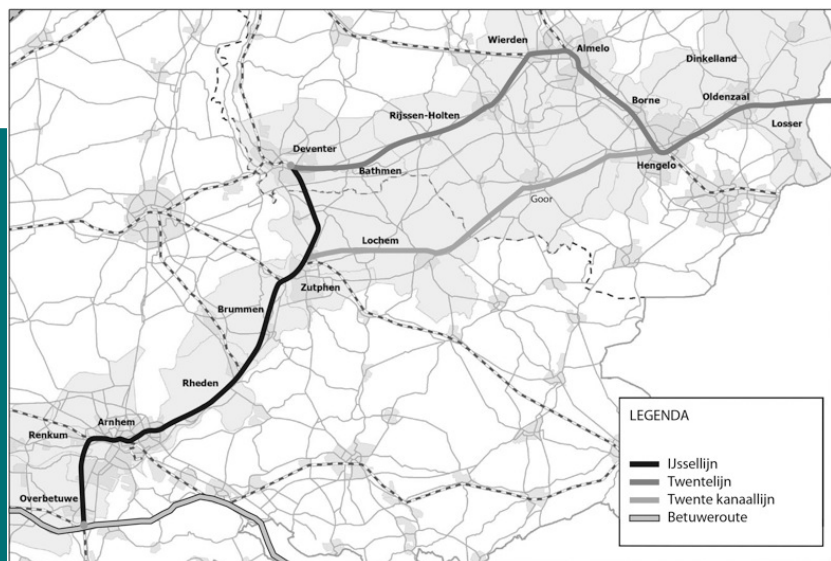 Wierden
Almelo
Dinkelland
Borne
Oldenzaal
Rijssen-Holten
Losser
Deventer
Bathmen
Hengelo
Goor
Lochem
Zutphen
Brummen
Rheden
Arnhem
Renkum
Overbetuwe
LEGENDA
IJssellijn
Twentelijn
Twente kanaallijn
Betuweroute